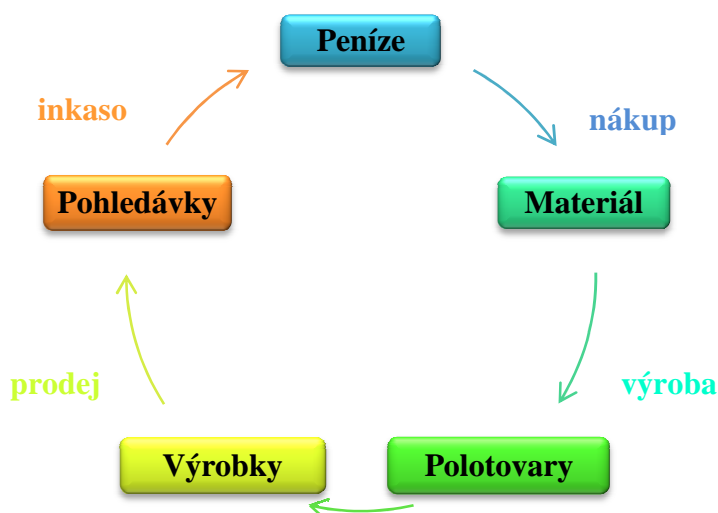 Peníze
inkaso
nákup
Pohledávky
Materiál
prodej
výroba
Výrobky
Polotovary